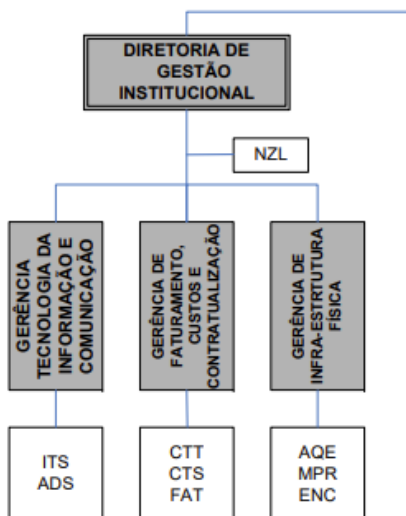 DIRETORIA DE
GESTÃO
INSTITUCIONAL
NZL
GERÊNCIA
TECNOLOGIA DA
INFORMAÇÃO E
COMUNICAÇÃO
GERÊNCIA DE
FATURAMENTO,
CUSTOS E
CONTRATUALIZAÇÃO
GERÊNCIA DE
INFRA-ESTRTUTURA
FÍSICA
ITS
ADS
CTT
CTS
FAT
AQE
MPR
ENC